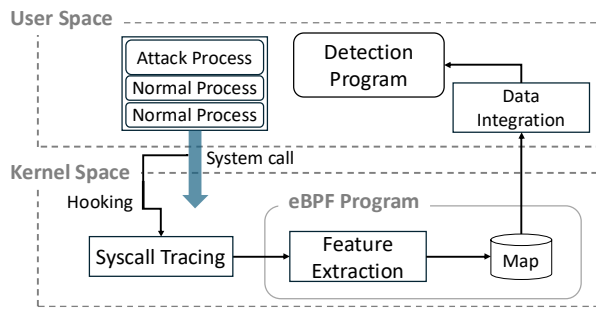 User Space
Attack Process
Normal Process
Normal Process
Detection
Program
Data
Integration
System call
Kernel Space
Hooking
eBPF Program
Syscall Tracing
Feature
Extraction
Map